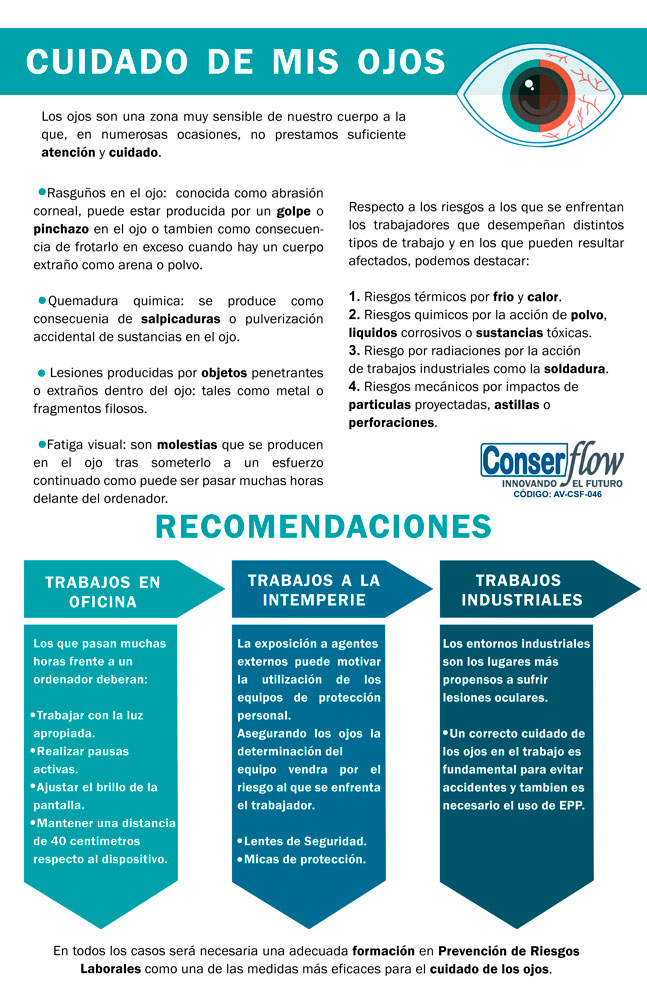 CUIDADO DE MIS OJOS
Los ojos son una zona muy sensible de nuestro cuerpo a la
que, en numerosas ocasiones, no prestamos suficiente
atención y cuidado.
•Rasguños en el ojo: conocida como abrasión
corneal, puede estar producida por un golpe o
pinchazo en el ojo o tambien como consecuen-
cia de frotarlo en exceso cuando hay un cuerpo
extraño como arena o polvo.
•Quemadura quimica: se produce como
consecuenia de salpicaduras o pulverización
accidental de sustancias en el ojo.
• Lesiones producidas por objetos penetrantes
o extraños dentro del ojo: tales como metal o
fragmentos filosos.
•Fatiga visual: son molestias que se producen
en el ojo tras someterlo a un esfuerzo
continuado como puede ser pasar muchas horas
delante del ordenador.
Respecto a los riesgos a los que se enfrentan
los trabajadores que desempeñan distintos
tipos de trabajo y en los que pueden resultar
afectados, podemos destacar:
1. Riesgos térmicos por frio y calor.
2. Riesgos quimicos por la acción de polvo,
liquidos corrosivos o sustancias tóxicas.
3. Riesgo por radiaciones por la acción
de trabajos industriales como la soldadura.
4. Riesgos mecánicos por impactos de
particulas proyectadas, astillas o
perforaciones.
Conserflow
INNOVANDO EL FUTURO
CÓDIGO: AV-CSF-046
RECOMENDACIONES
TRABAJOS EN
OFICINA
Los que pasan muchas
horas frente a un
ordenador deberan:
•Trabajar con la luz
apropiada.
•Realizar pausas
activas.
•Ajustar el brillo de la
pantalla.
•Mantener una distancia
de 40 centimetros
respecto al dispositivo.
TRABAJOS A LA
INTEMPERIE
La exposición a agentes
externos puede motivar
la utilización de los
equipos de protección
personal.
Asegurando los ojos la
determinación del
equipo vendra por el
riesgo al que se enfrenta
el trabajador.
•Lentes de Seguridad.
•Micas de protección.
TRABAJOS
INDUSTRIALES
Los entornos industriales
son los lugares más
propensos a sufrir
lesiones oculares.
•Un correcto cuidado de
los ojos en el trabajo es
fundamental para evitar
accidentes y tambien es
necesario el uso de EPP.
En todos los casos será necesaria una adecuada formación en Prevención de Riesgos
Laborales como una de las medidas más eficaces para el cuidado de los ojos.